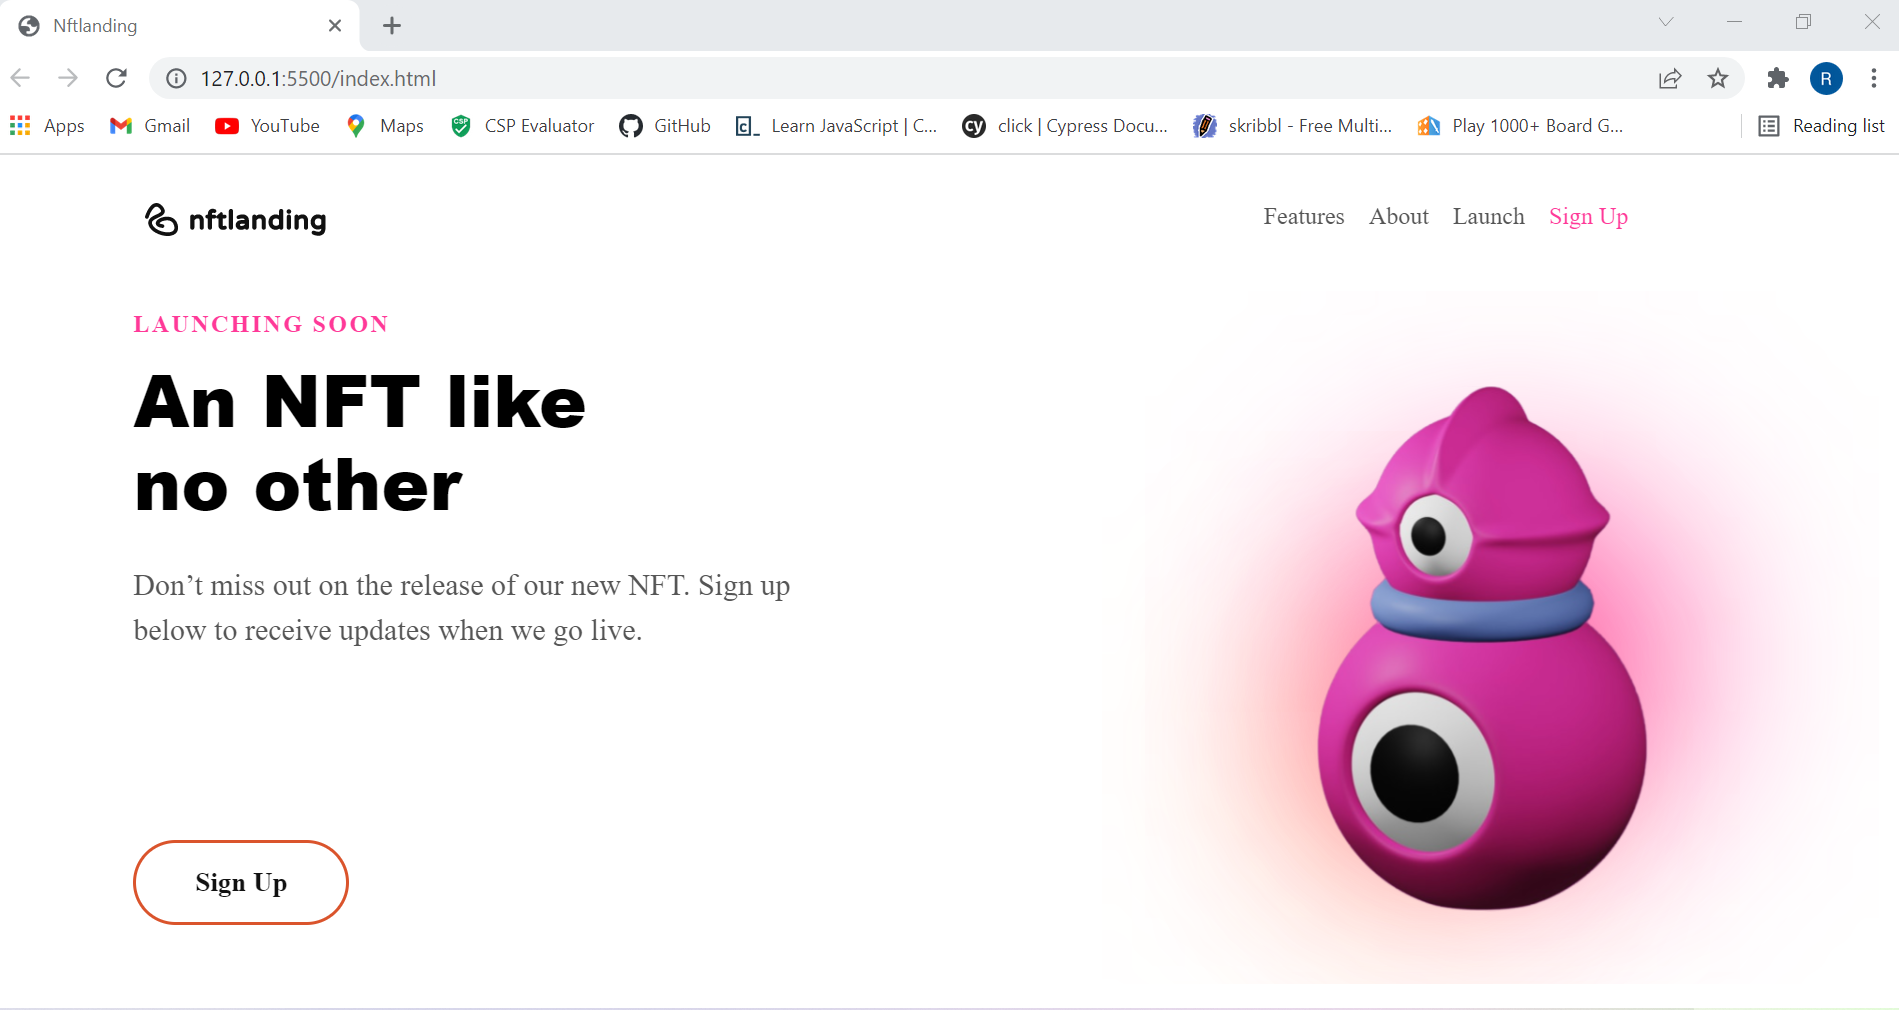 Nftlanding
127.0.0.1:5500/index.html
R
Apps Gmail YouTube Maps CSP CSP Evaluator GitHub c_ Learn JavaScript | C... cy click | Cypress Docu... skribbl - Free Multi... Play 1000+ Board G... Reading list
nftlanding
Features About Launch Sign Up
LAUNCHING SOON
An NFT like
no other
Don’t miss out on the release of our new NFT. Sign up
below to receive updates when we go live.
Sign Up